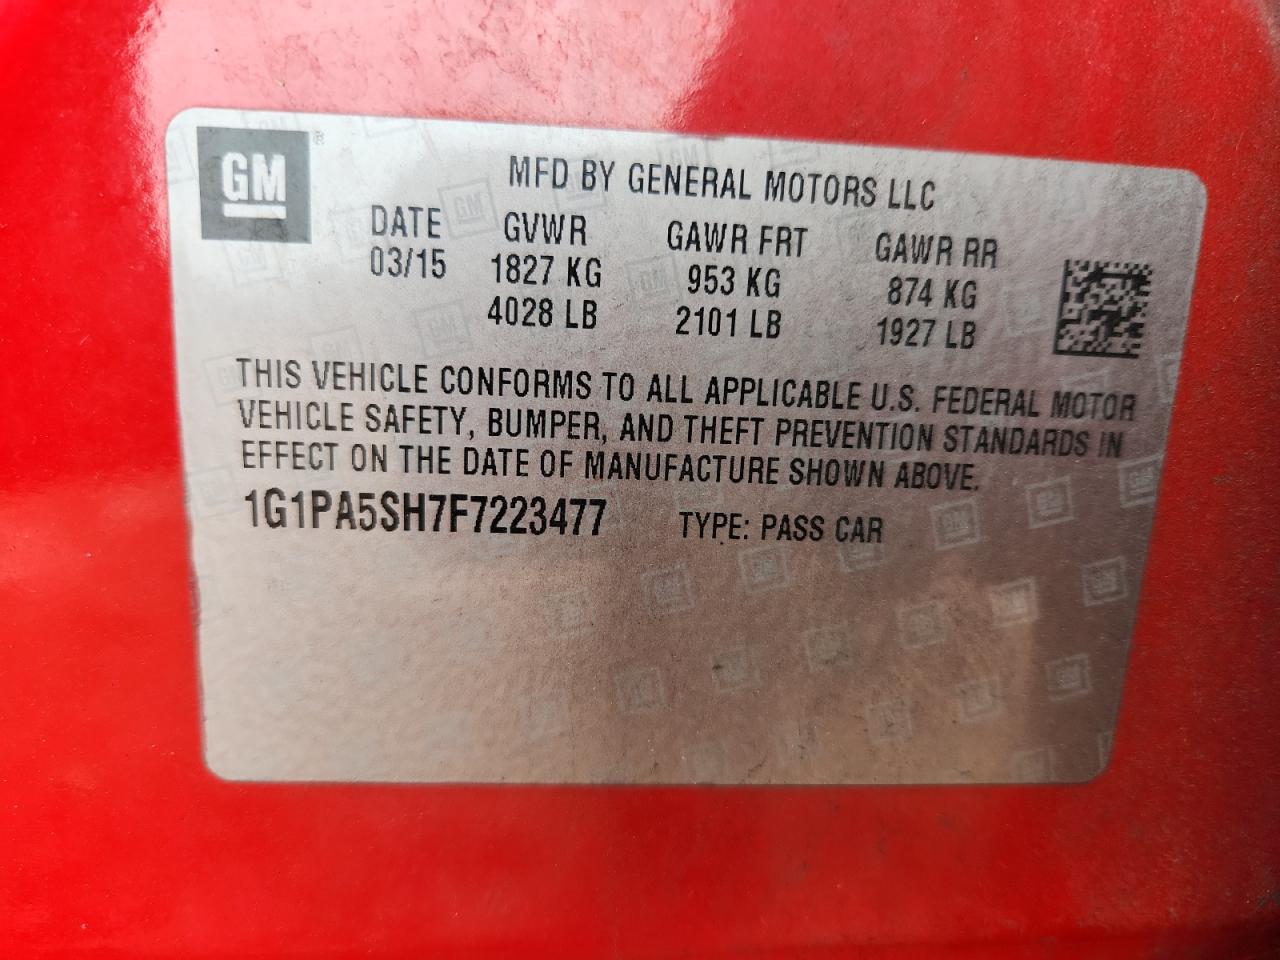 GM
MFD BY GENERAL MOTORS LLC
DATE GVWR GAWR FRT GAWR RR
03/15 1827 KG 953 KG 874 KG
4028 LB 2101 LB 1927 LB
THIS VEHICLE CONFORMS TO ALL APPLICABLE U.S. FEDERAL MOTOR
VEHICLE SAFETY, BUMPER, AND THEFT PREVENTION STANDARDS IN
EFFECT ON THE DATE OF MANUFACTURE SHOWN ABOVE.
1G1PA5SH7F7223477 TYPE: PASS CAR